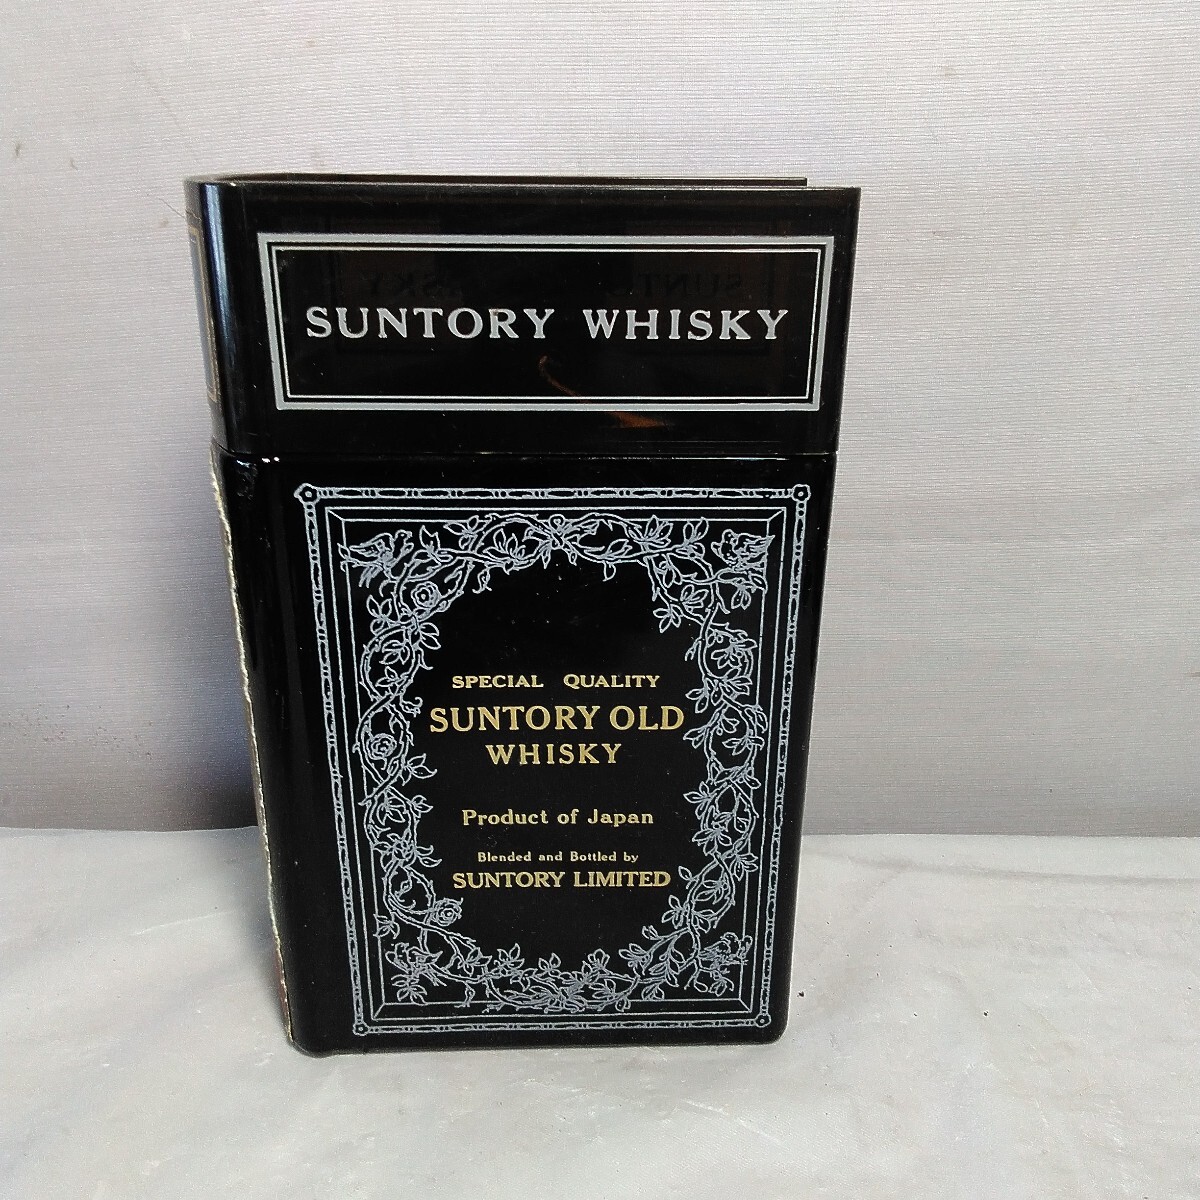 SUNTORY WHISKY
SPECIAL QUALITY
SUNTORY OLD
WHISKY
Product of Japan
Blended and Bottled by
SUNTORY LIMITED